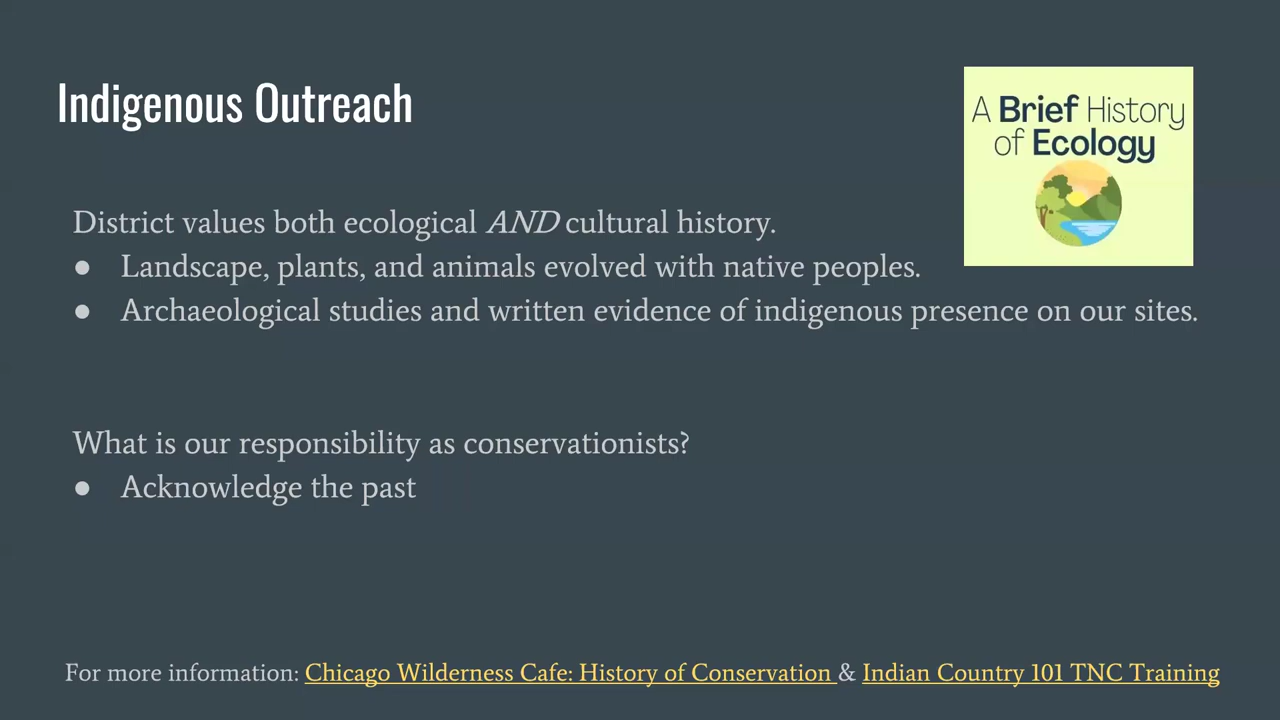 Indigenous Outreach
A Brief History
of Ecology
District values both ecological AND cultural history.
● Landscape, plants, and animals evolved with native peoples.
● Archaeological studies and written evidence of indigenous presence on our sites.
What is our responsibility as conservationists?
● Acknowledge the past
For more information: Chicago Wilderness Cafe: History of Conservation & Indian Country 101 TNC Training